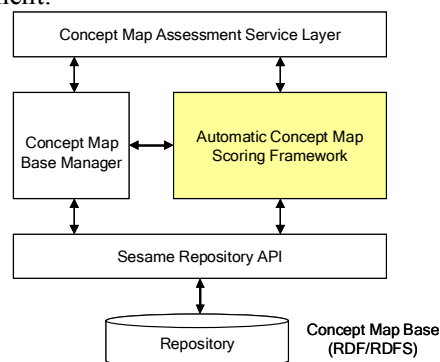 ment.
Concept Map Assessment Service Layer
Concept Map
Base Manager
Automatic Concept Map
Scoring Framework
Sesame Repository API
Repository
Concept Map Base
(RDF/RDFS)